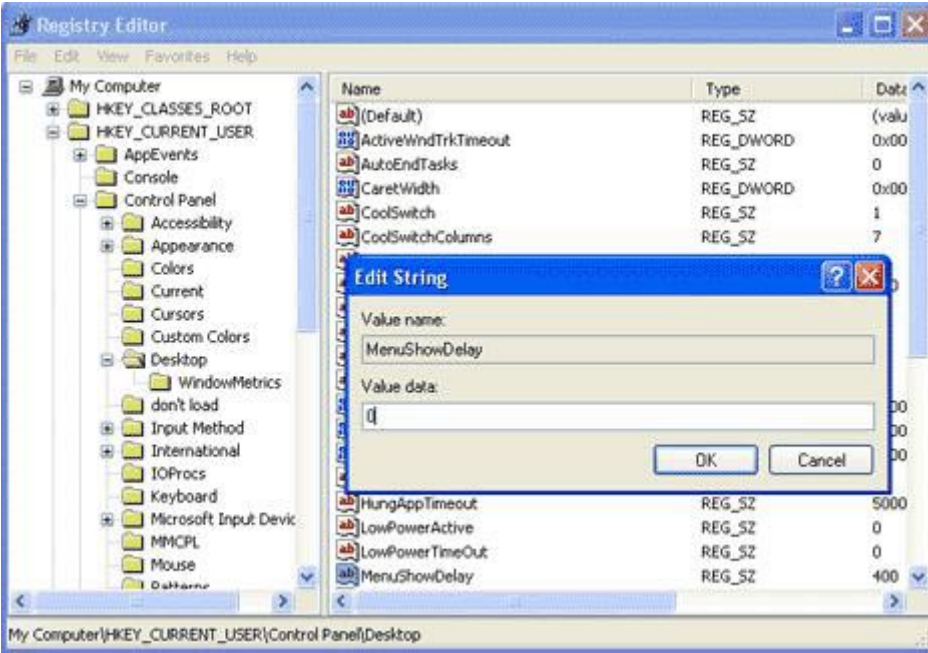 Registry Editor
File Edit View Favorites Help
My Computer
HKEY_CLASSES_ROOT
HKEY_CURRENT_USER
AppEvents
Console
Control Panel
Accessibility
Appearance
Colors
Current
Cursors
Custom Colors
Desktop
WindowMetrics
don't load
Input Method
International
IOProcs
Keyboard
Microsoft Input Devic
MMCPL
Mouse
Patterns
Name Type Data
(Default) REG_SZ (valu
ActiveWndTrkTimeout REG_DWORD 0x00
AutoEndTasks REG_SZ 0
CaretWidth REG_DWORD 0x00
CoolSwitch REG_SZ 1
CoolSwitchColumns REG_SZ 7
Edit String
Value name:
MenuShowDelay
Value data:
0
OK Cancel
HungAppTimeout REG_SZ 5000
LowPowerActive REG_SZ 0
LowPowerTimeOut REG_SZ 0
MenuShowDelay REG_SZ 400
My Computer\HKEY_CURRENT_USER\Control Panel\Desktop